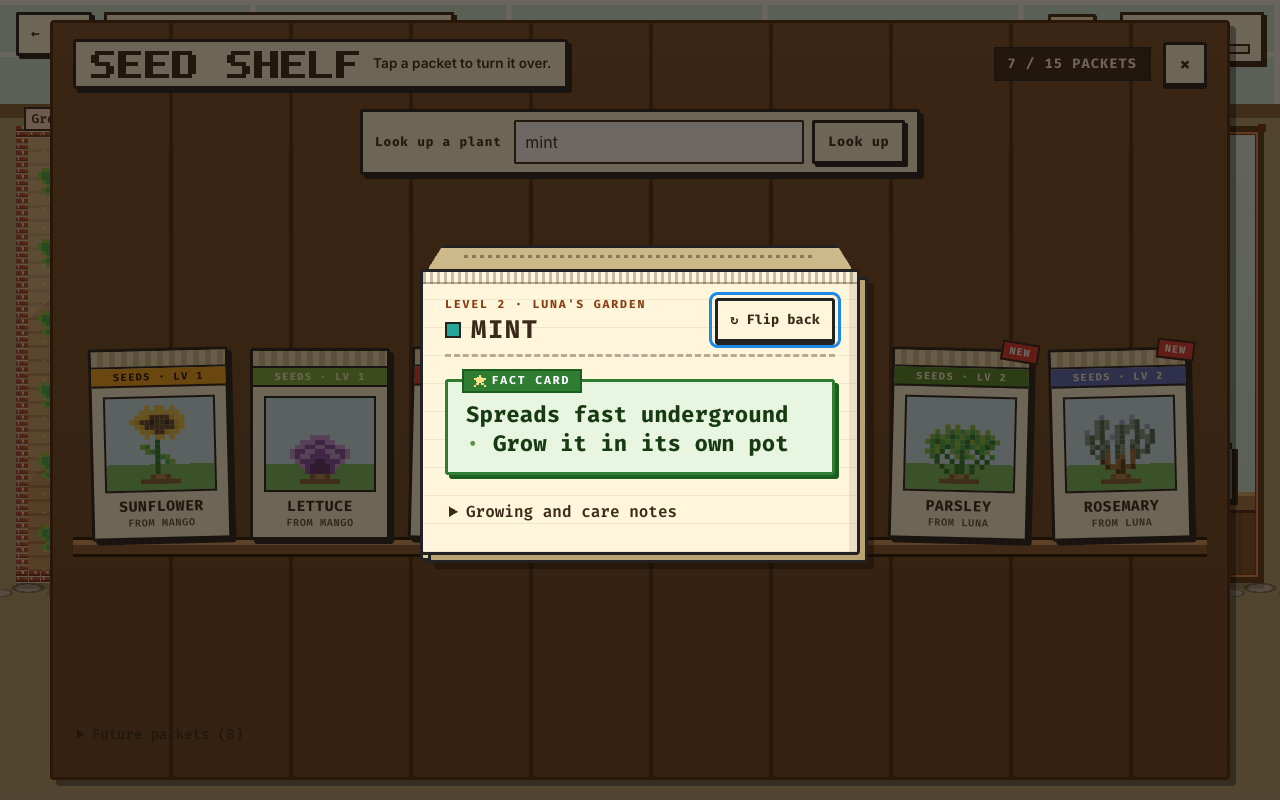 ←
SEED SHELF
Tap a packet to turn it over.
7 / 15 PACKETS
×
Look up a plant
mint
Look up
LEVEL 2 · LUNA'S GARDEN
MINT
↻ Flip back
FACT CARD
Spreads fast underground
· Grow it in its own pot
▶ Growing and care notes
SEEDS · LV 1
SUNFLOWER
FROM MANGO
SEEDS · LV 1
LETTUCE
FROM MANGO
NEW
SEEDS · LV 2
PARSLEY
FROM LUNA
NEW
SEEDS · LV 2
ROSEMARY
FROM LUNA
▶ Future packets (8)